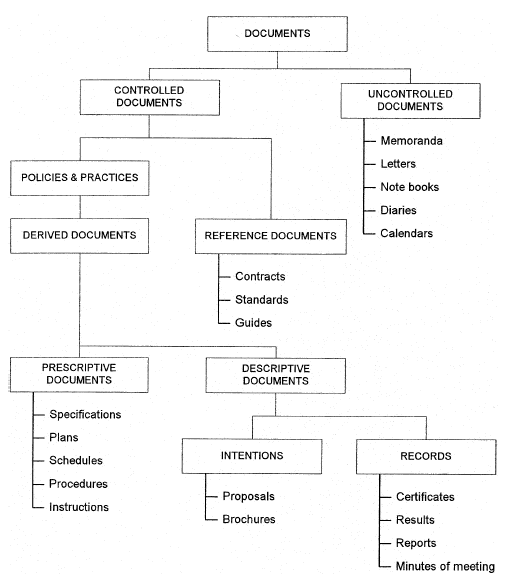 DOCUMENTS
CONTROLLED
DOCUMENTS
UNCONTROLLED
DOCUMENTS
Memoranda
Letters
Note books
Diaries
Calendars
POLICIES & PRACTICES
DERIVED DOCUMENTS
REFERENCE DOCUMENTS
Contracts
Standards
Guides
PRESCRIPTIVE
DOCUMENTS
Specifications
Plans
Schedules
Procedures
Instructions
DESCRIPTIVE
DOCUMENTS
INTENTIONS
Proposals
Brochures
RECORDS
Certificates
Results
Reports
Minutes of meeting